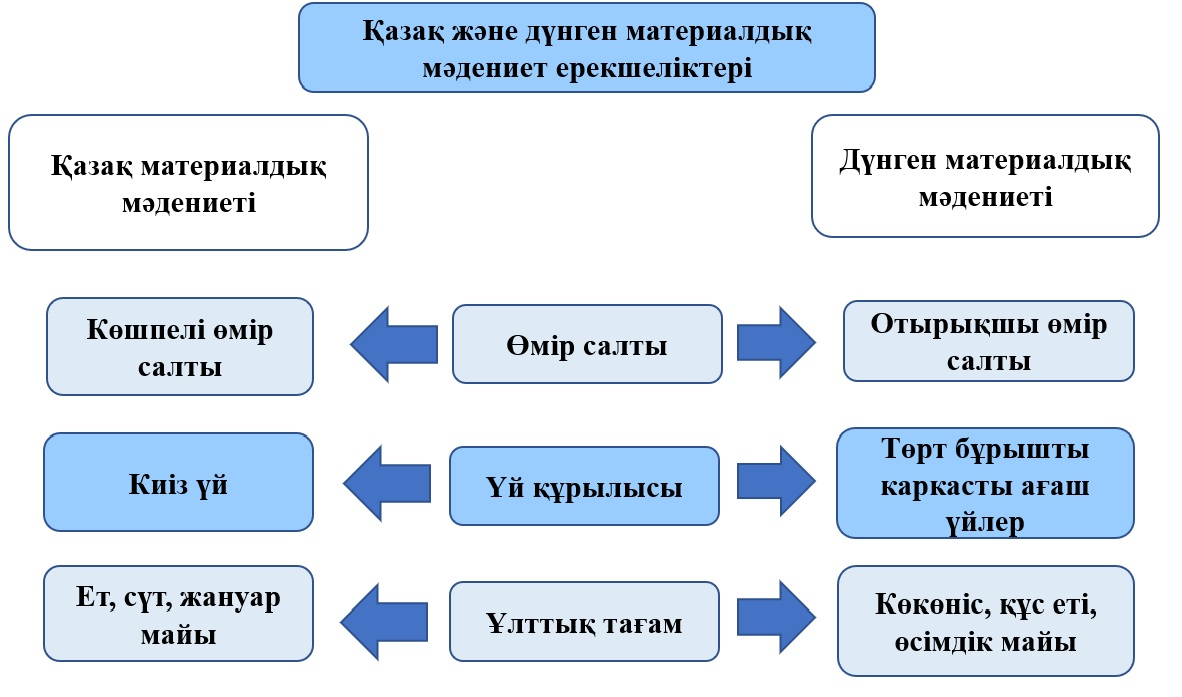 Қазақ және дүнген материалдық
мәдениет ерекшеліктері
Қазақ материалдық
мәдениеті
Дүнген материалдық
мәдениеті
Көшпелі өмір
салты
Өмір салты
Отырықшы өмір
салты
Киіз үй
Үй құрылысы
Төрт бұрышты
каркасты ағаш
үйлер
Ет, сүт, жануар
майы
Ұлттық тағам
Көкөніс, құс еті,
өсімдік майы